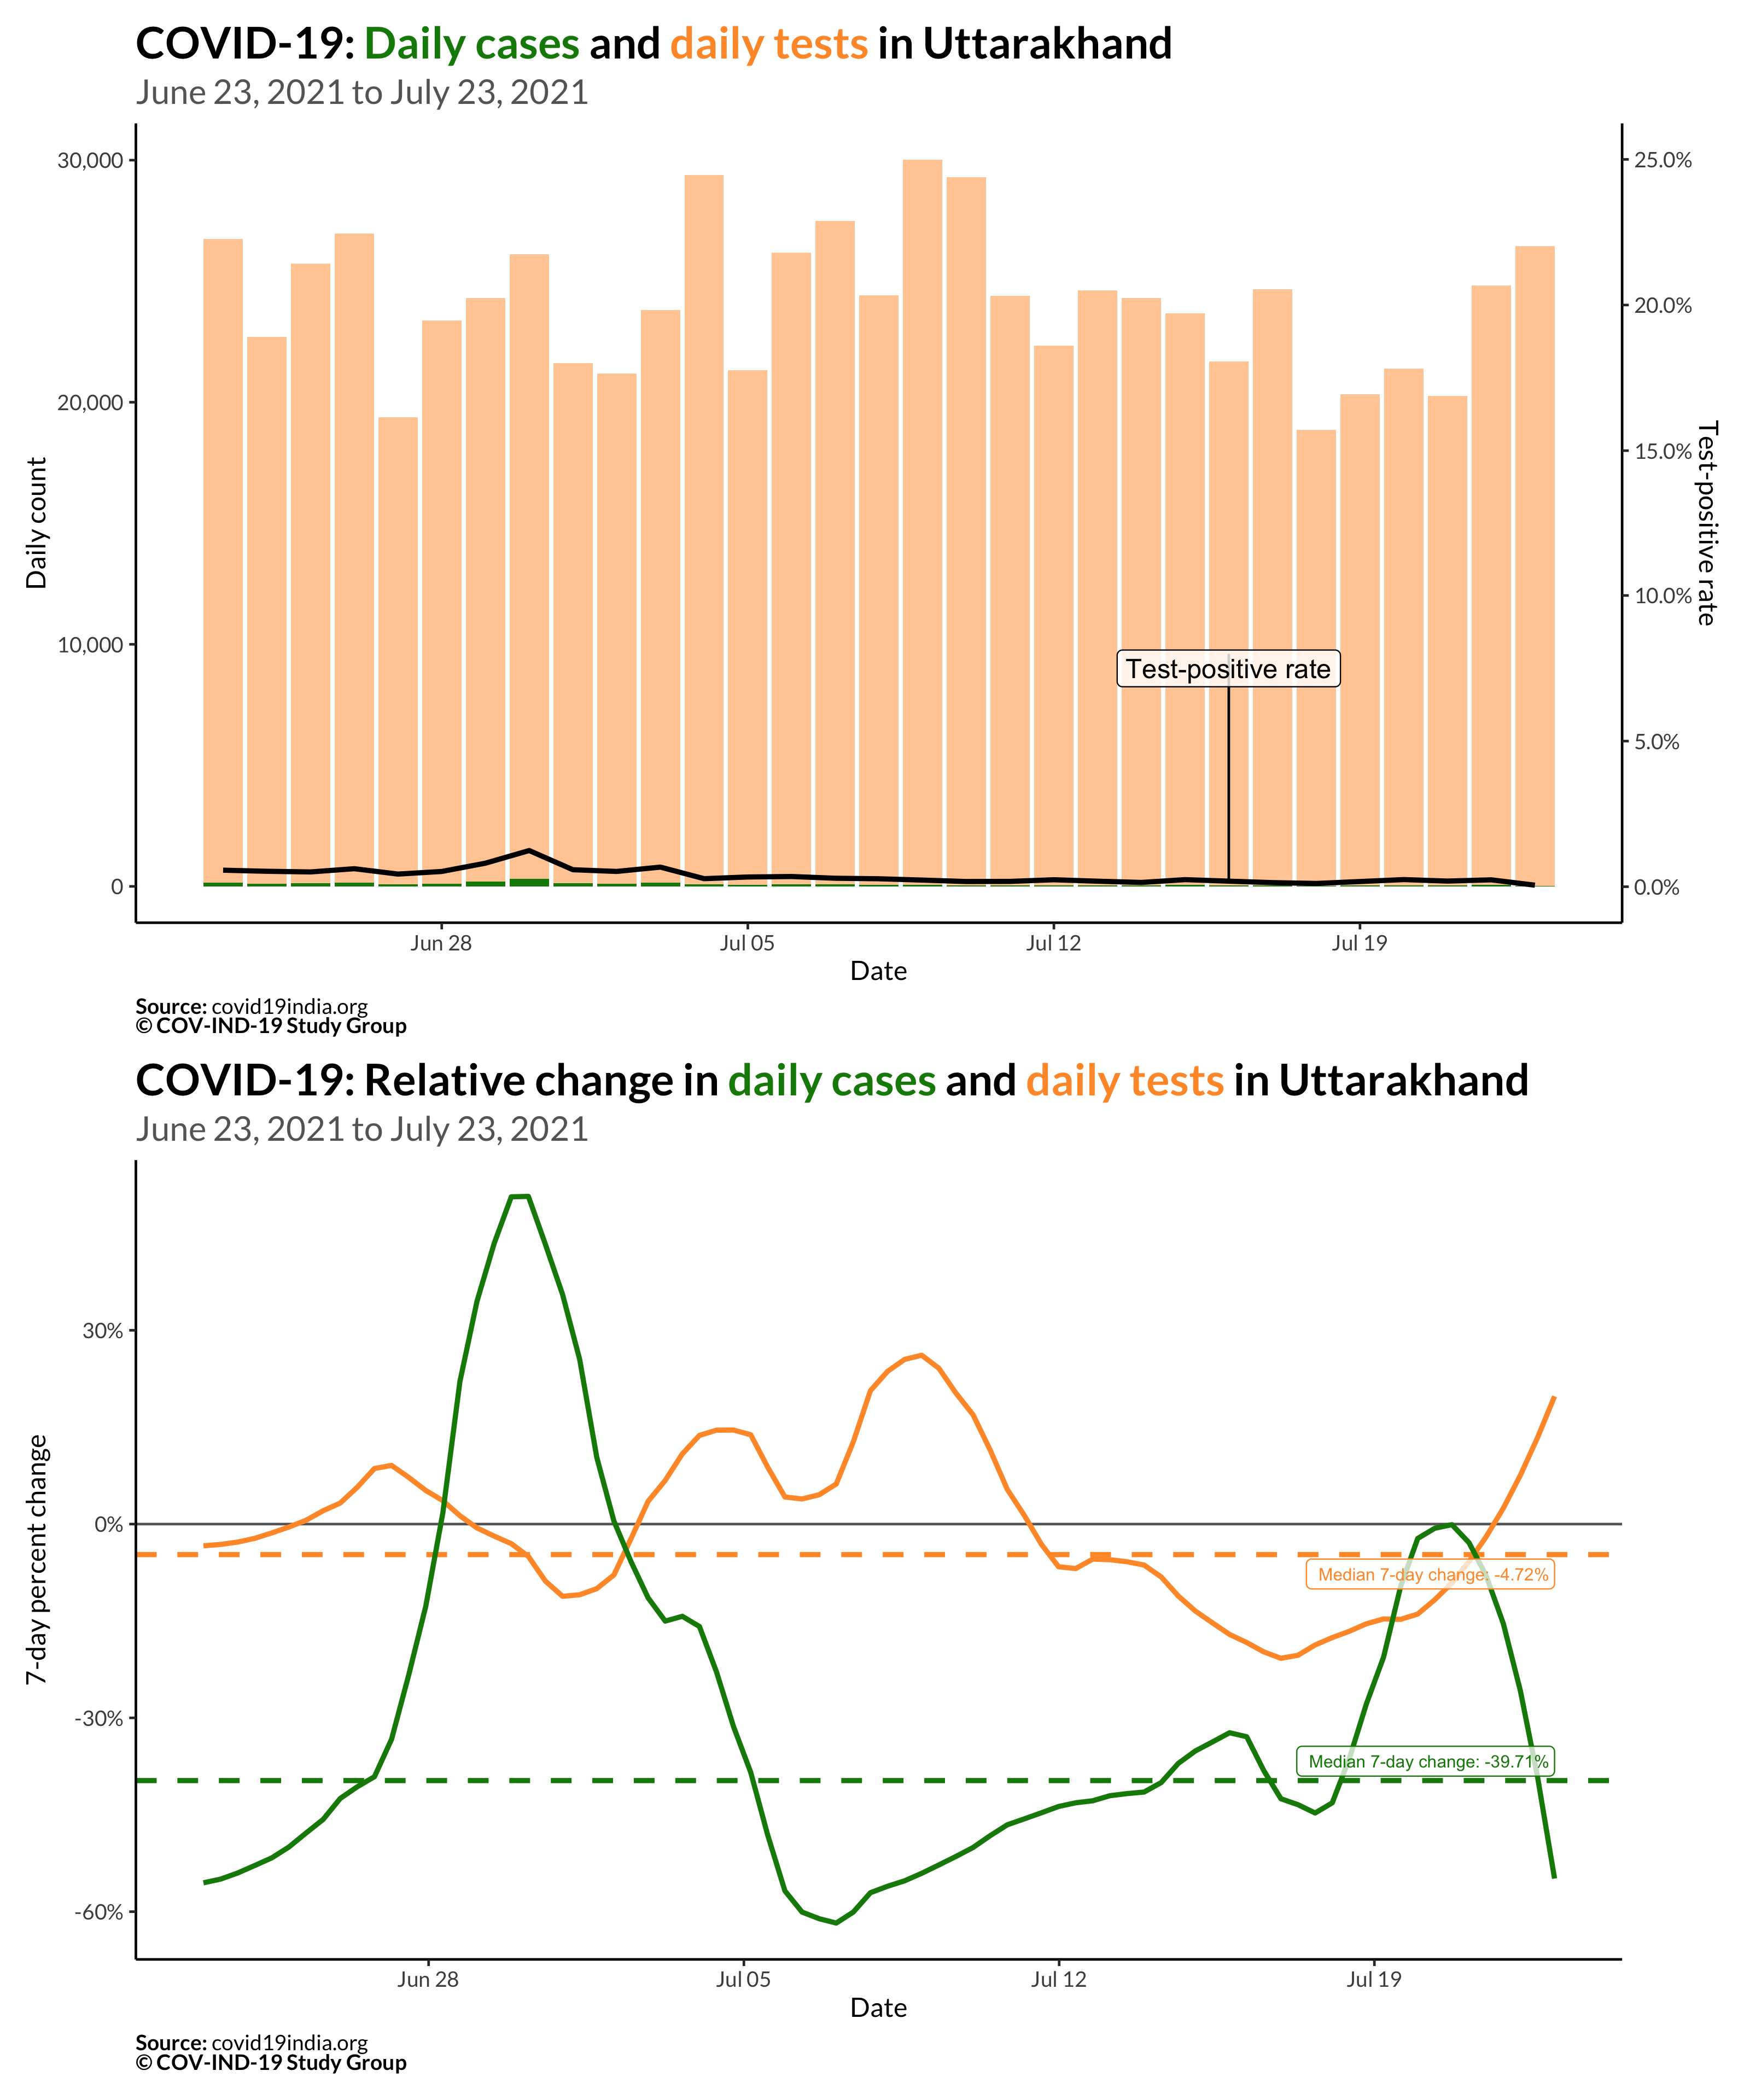 COVID-19: Daily cases and daily tests in Uttarakhand
June 23, 2021 to July 23, 2021
30,000
20,000
10,000
0
Daily count
25.0%
20.0%
15.0%
10.0%
5.0%
0.0%
Test-positive rate
Test-positive rate
Jun 28
Jul 05
Jul 12
Jul 19
Date
Source: covid19india.org
© COV-IND-19 Study Group
COVID-19: Relative change in daily cases and daily tests in Uttarakhand
June 23, 2021 to July 23, 2021
30%
0%
-30%
-60%
7-day percent change
Median 7-day change: -4.72%
Median 7-day change: -39.71%
Jun 28
Jul 05
Jul 12
Jul 19
Date
Source: covid19india.org
© COV-IND-19 Study Group